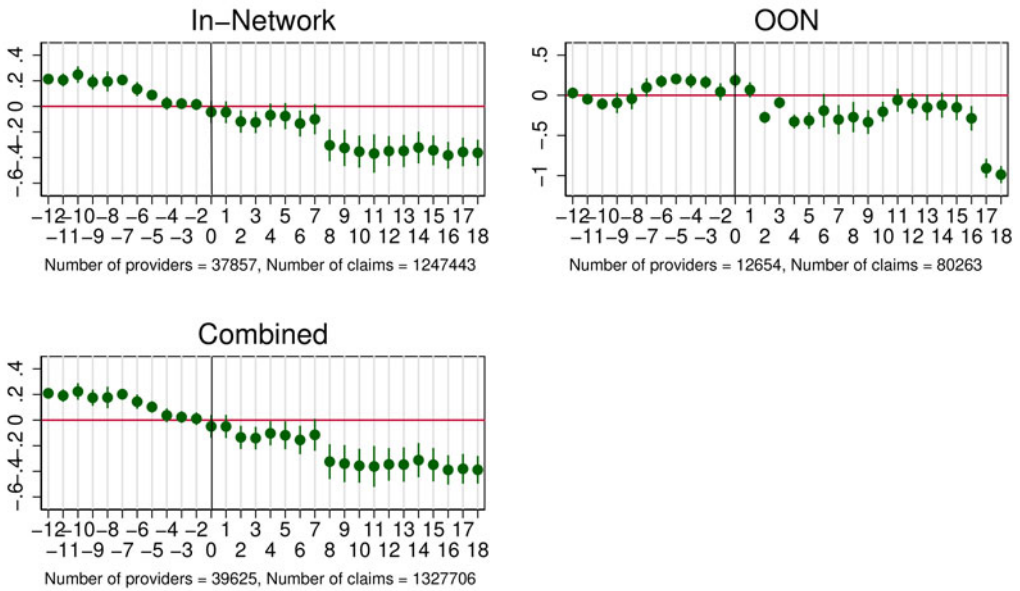 In−Network
.4
.2
0
−.2
−.4
−.6
−12 −10 −8 −6 −4 −2 1 3 5 7 9 11 13 15 17
−11 −9 −7 −5 −3 0 2 4 6 8 10 12 14 16 18
Number of providers = 37857, Number of claims = 1247443
OON
.5
0
−.5
−1
−12 −10 −8 −6 −4 −2 1 3 5 7 9 11 13 15 17
−11 −9 −7 −5 −3 0 2 4 6 8 10 12 14 16 18
Number of providers = 12654, Number of claims = 80263
Combined
.4
.2
0
−.2
−.4
−.6
−12 −10 −8 −6 −4 −2 1 3 5 7 9 11 13 15 17
−11 −9 −7 −5 −3 0 2 4 6 8 10 12 14 16 18
Number of providers = 39625, Number of claims = 1327706